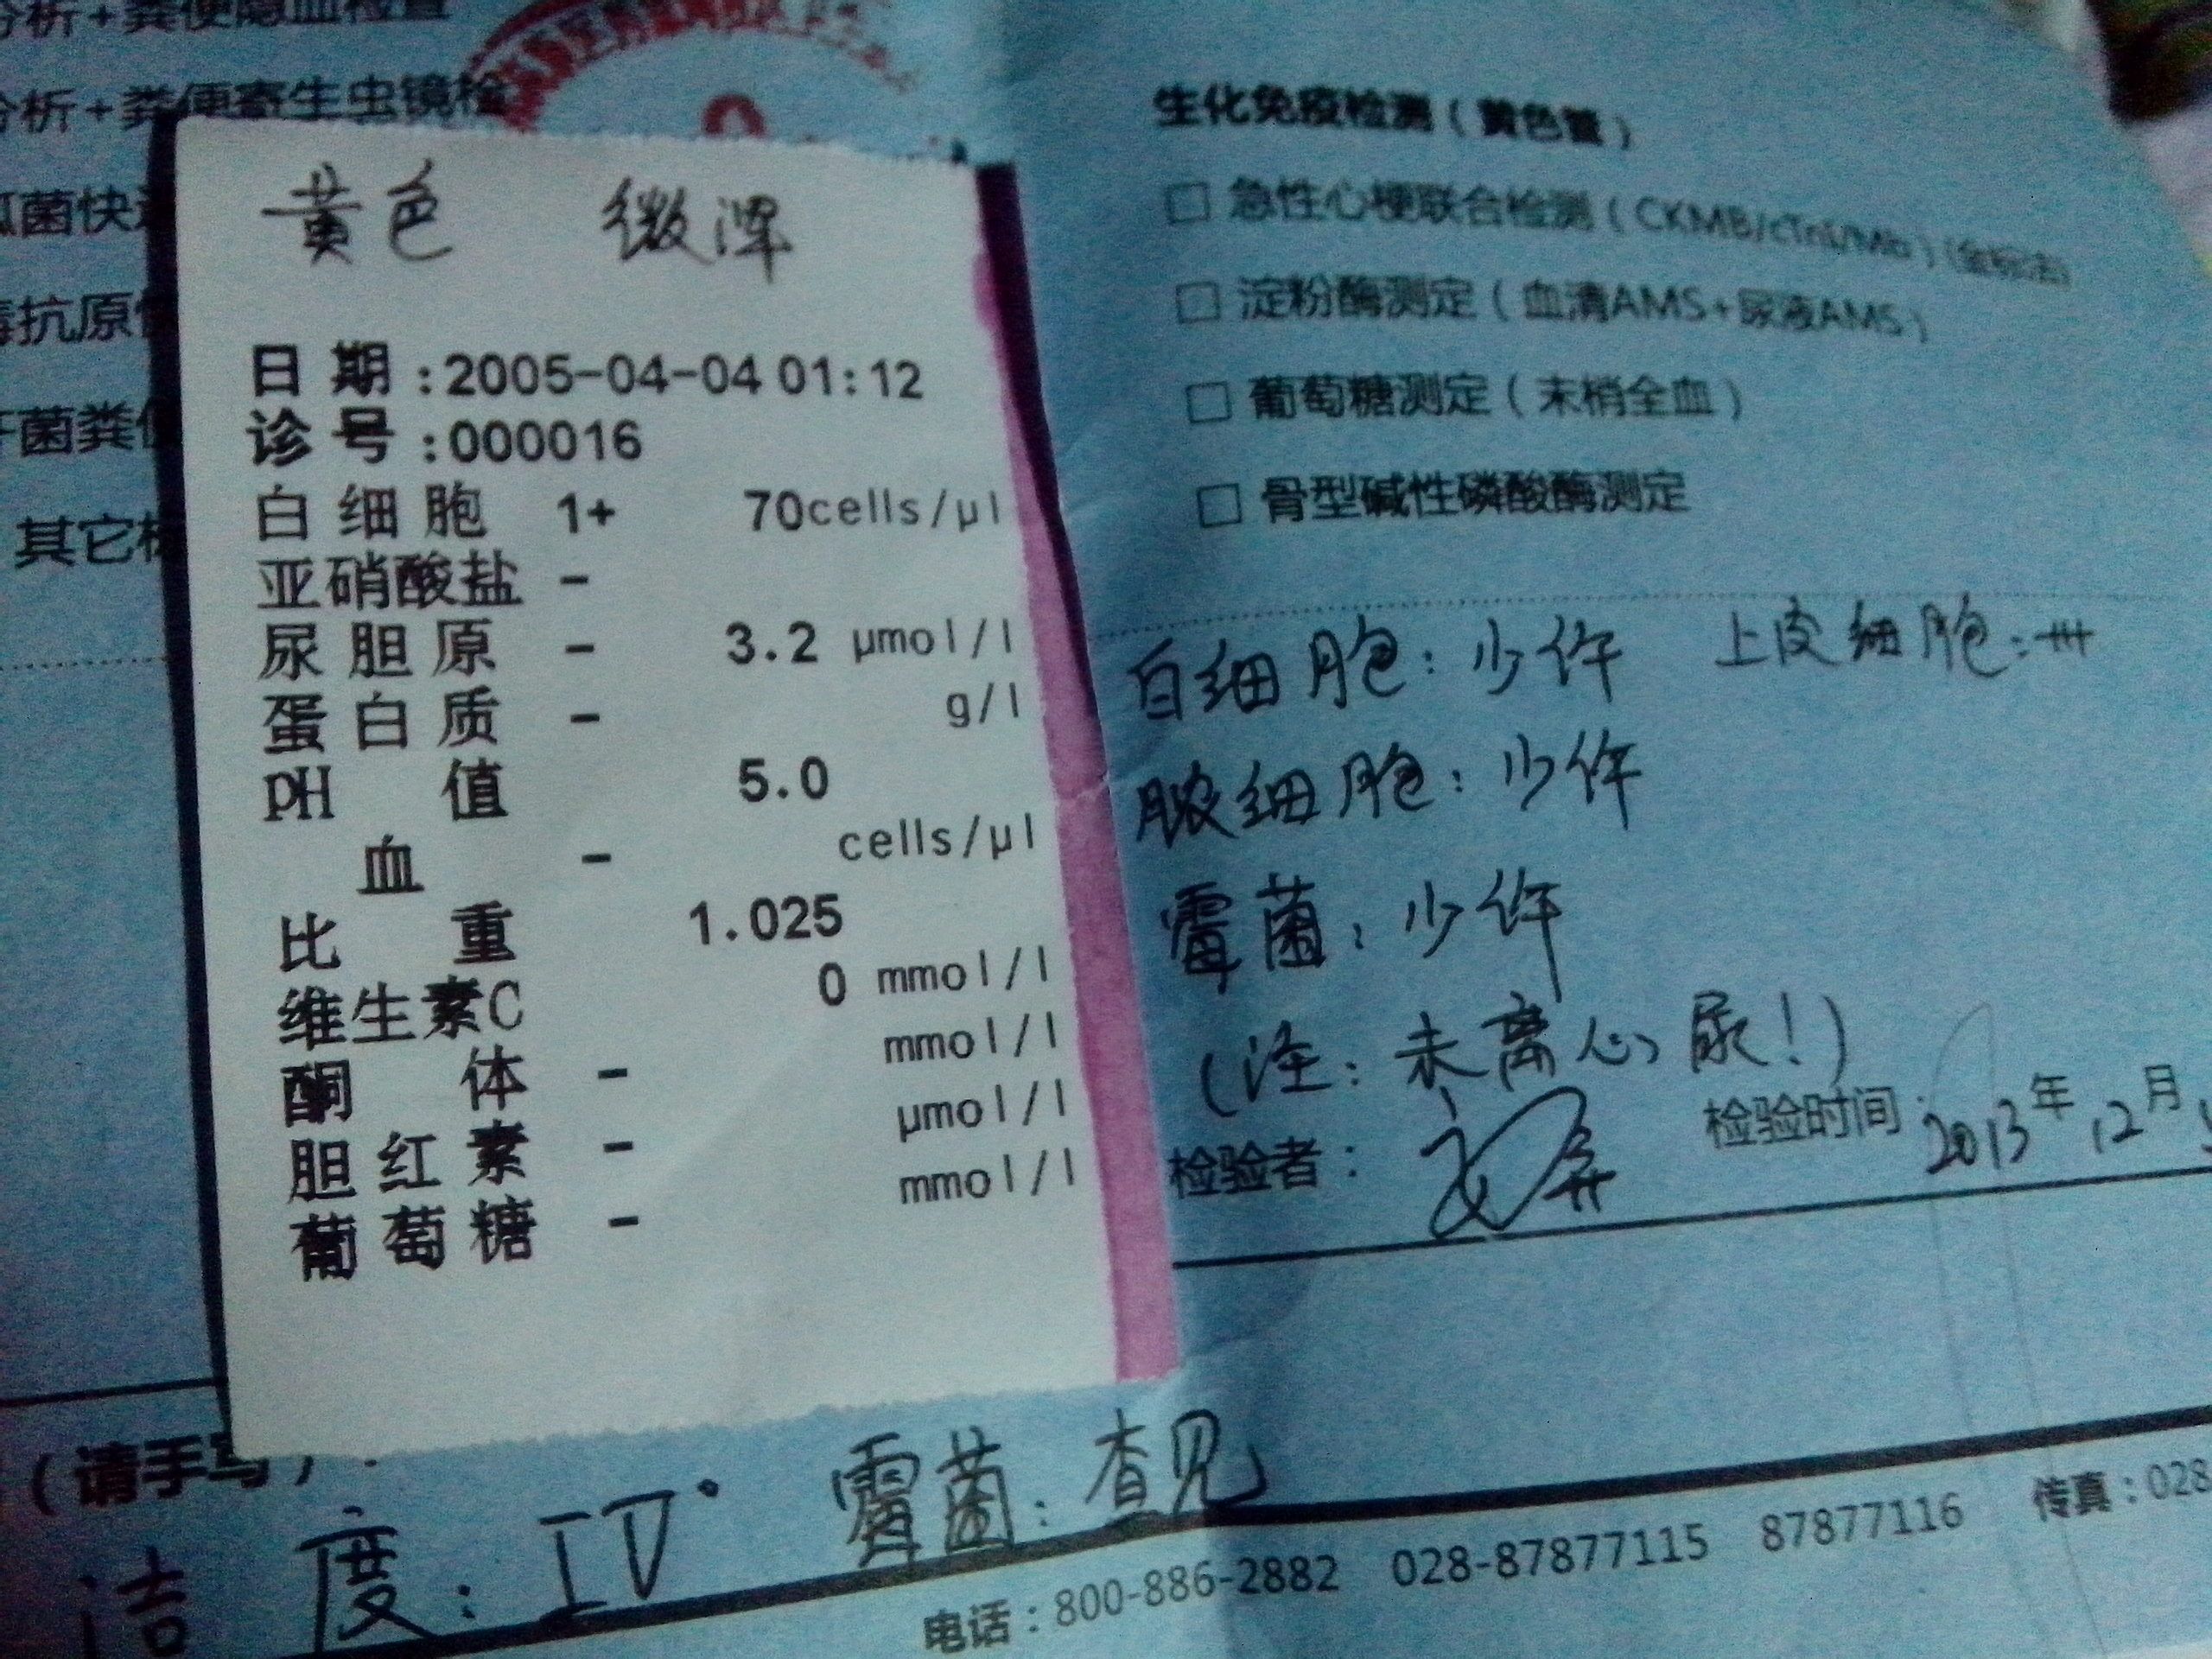 分析+粪便隐血检查
分析+粪便寄生虫镜检
菌快
抗原
菌粪便
其它
黄色 微浑
日期:2005-04-04 01:12
诊号:000016
白细胞 1+ 70cells/μl
亚硝酸盐 -
尿胆原 - 3.2 μmol/l
蛋白质 - g/l
pH 值 5.0
血 - cells/μl
比重 1.025
维生素C 0 mmol/l
酮体 - mmol/l
胆红素 - μmol/l
葡萄糖 - mmol/l
生化免疫检测(黄色管)
□ 急性心梗联合检测(CKMB/cTnI/Mb)(金标法)
□ 淀粉酶测定(血清AMS+尿液AMS)
□ 葡萄糖测定(末梢全血)
□ 骨型碱性磷酸酶测定
白细胞:少许 上皮细胞:+++
脓细胞:少许
霉菌:少许
(注:未离心尿!)
检验者: 检验时间:2013年12月
(请手写):
洁度:IV° 霉菌:查见
电话:800-886-2882 028-87877115 87877116 传真:028